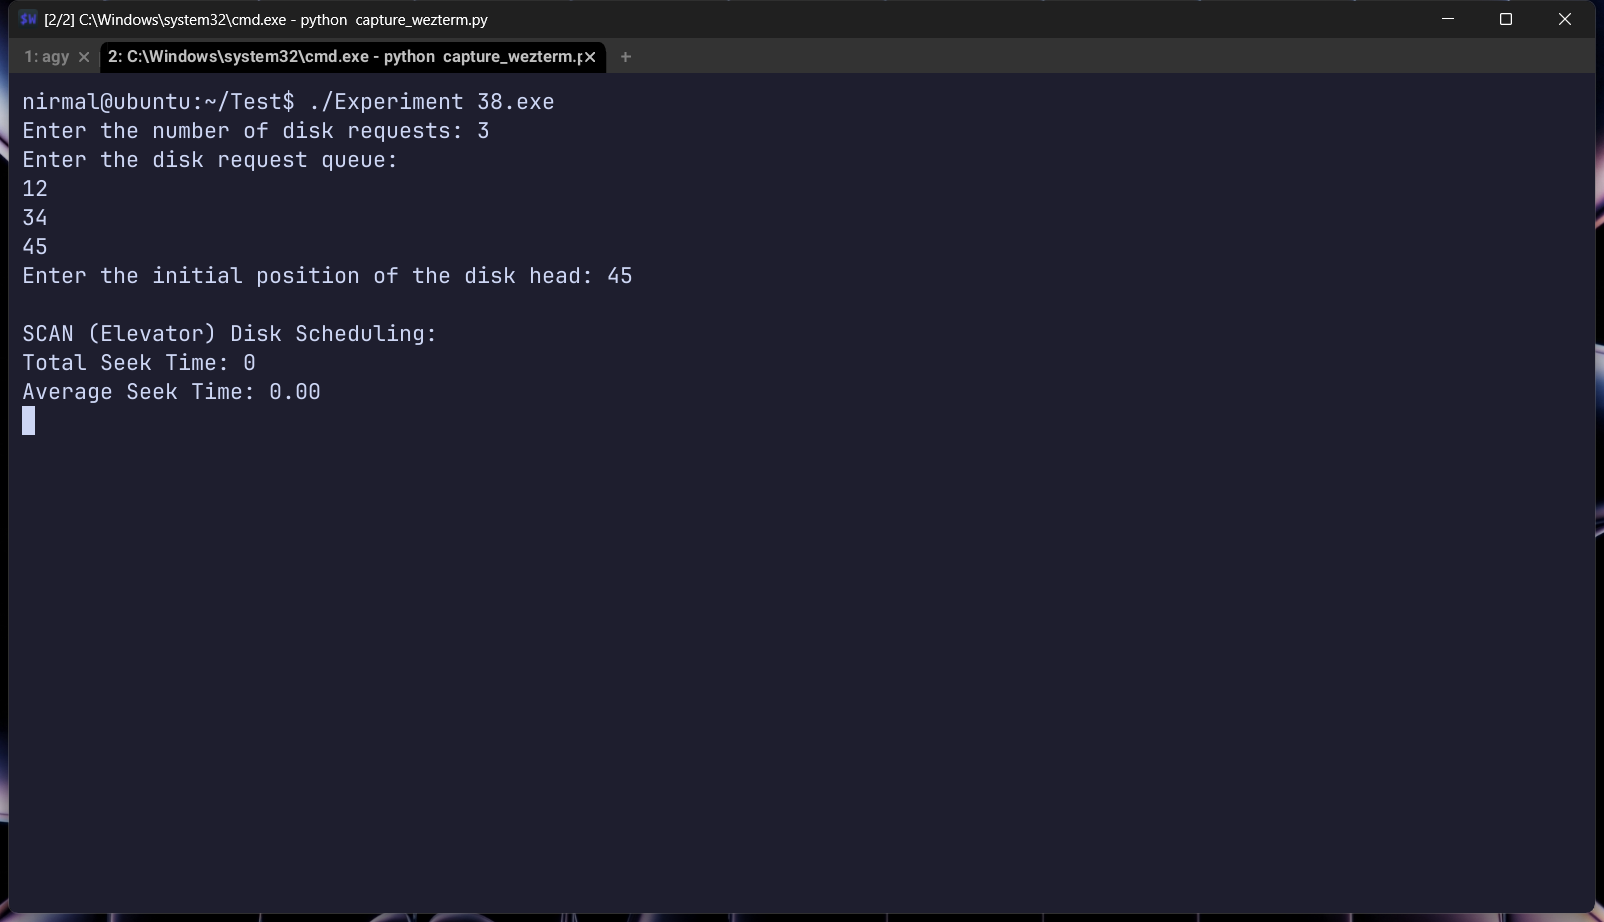 [2/2] C:\Windows\system32\cmd.exe - python  capture_wezterm.py
1: agy × 2: C:\Windows\system32\cmd.exe - python  capture_wezterm.p× +
nirmal@ubuntu:~/Test$ ./Experiment 38.exe
Enter the number of disk requests: 3
Enter the disk request queue:
12
34
45
Enter the initial position of the disk head: 45
SCAN (Elevator) Disk Scheduling:
Total Seek Time: 0
Average Seek Time: 0.00